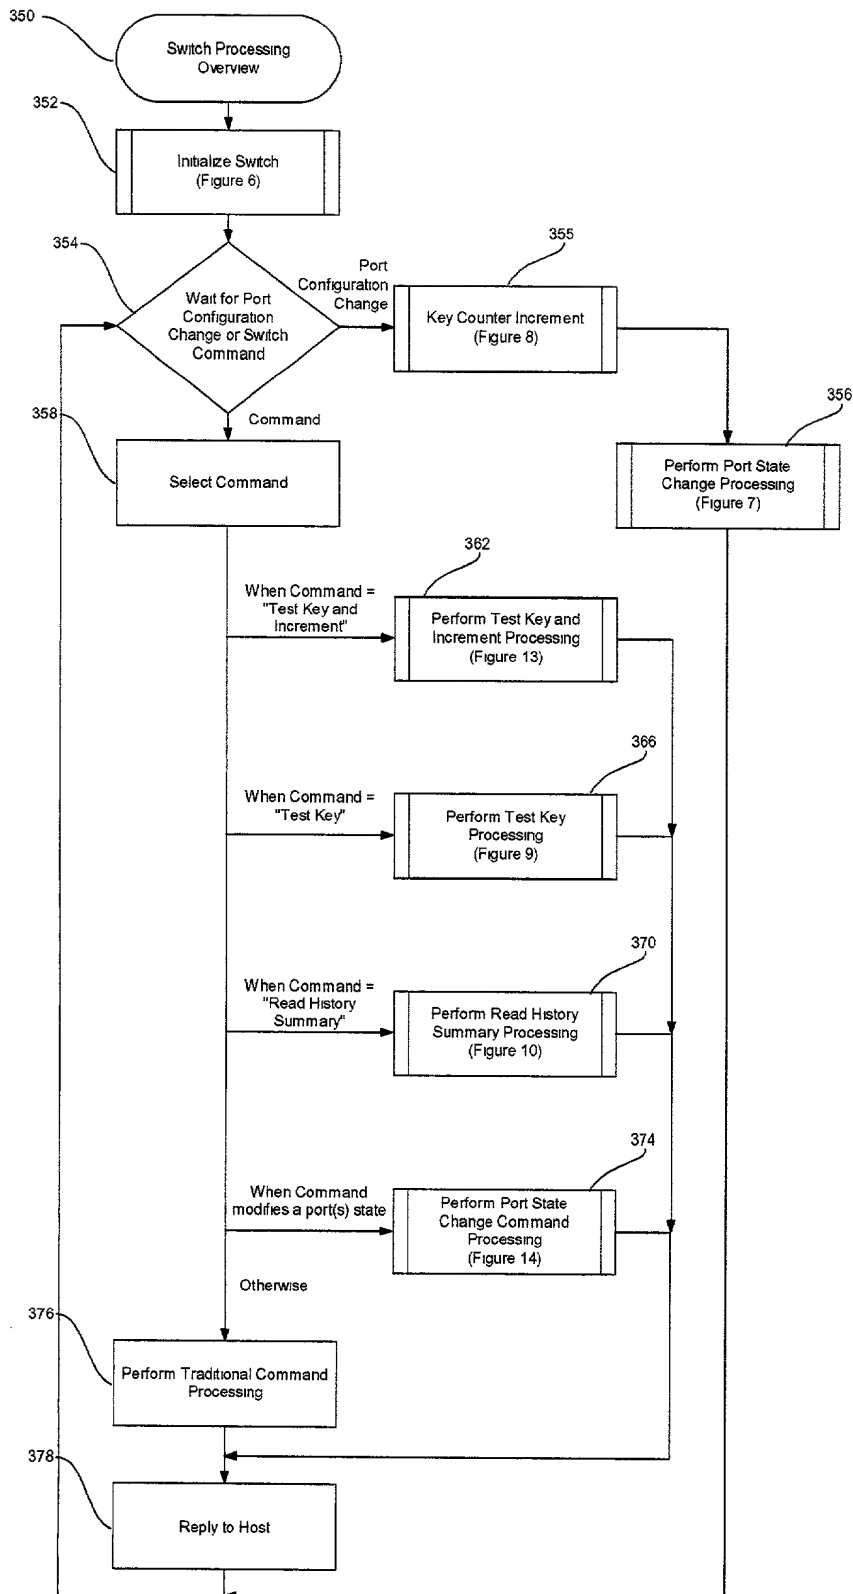 350
Switch Processing
Overview
352
Initialize Switch
(Figure 6)
354
Wait for Port
Configuration
Change or Switch
Command
Port
Configuration
Change
355
Key Counter Increment
(Figure 8)
356
Perform Port State
Change Processing
(Figure 7)
Command
358
Select Command
When Command =
"Test Key and
Increment"
362
Perform Test Key and
Increment Processing
(Figure 13)
When Command =
"Test Key"
366
Perform Test Key
Processing
(Figure 9)
When Command =
"Read History
Summary"
370
Perform Read History
Summary Processing
(Figure 10)
When Command
modifies a port(s) state
374
Perform Port State
Change Command
Processing
(Figure 14)
Otherwise
376
Perform Traditional Command
Processing
378
Reply to Host